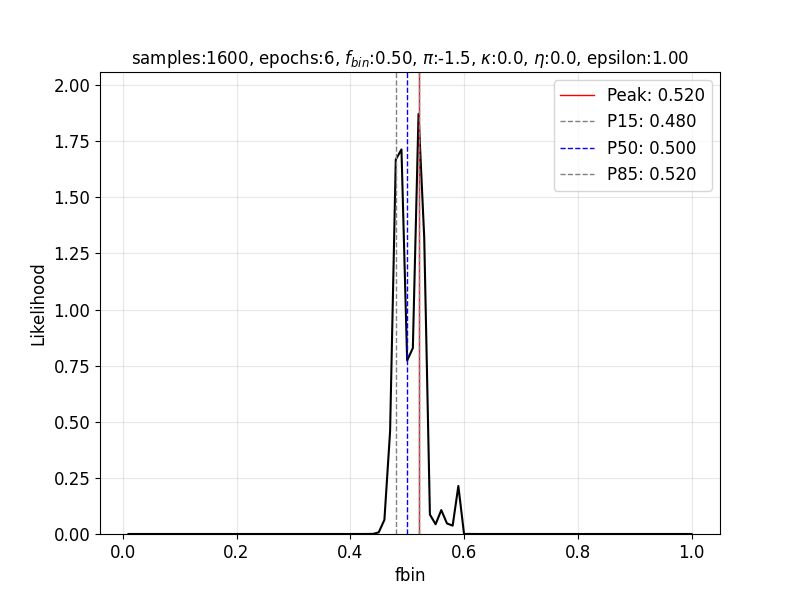 samples:1600, epochs:6, f_bin:0.50, π:-1.5, κ:0.0, η:0.0, epsilon:1.00
Peak: 0.520
P15: 0.480
P50: 0.500
P85: 0.520
2.00
1.75
1.50
1.25
1.00
0.75
0.50
0.25
0.00
Likelihood
0.0 0.2 0.4 0.6 0.8 1.0
fbin